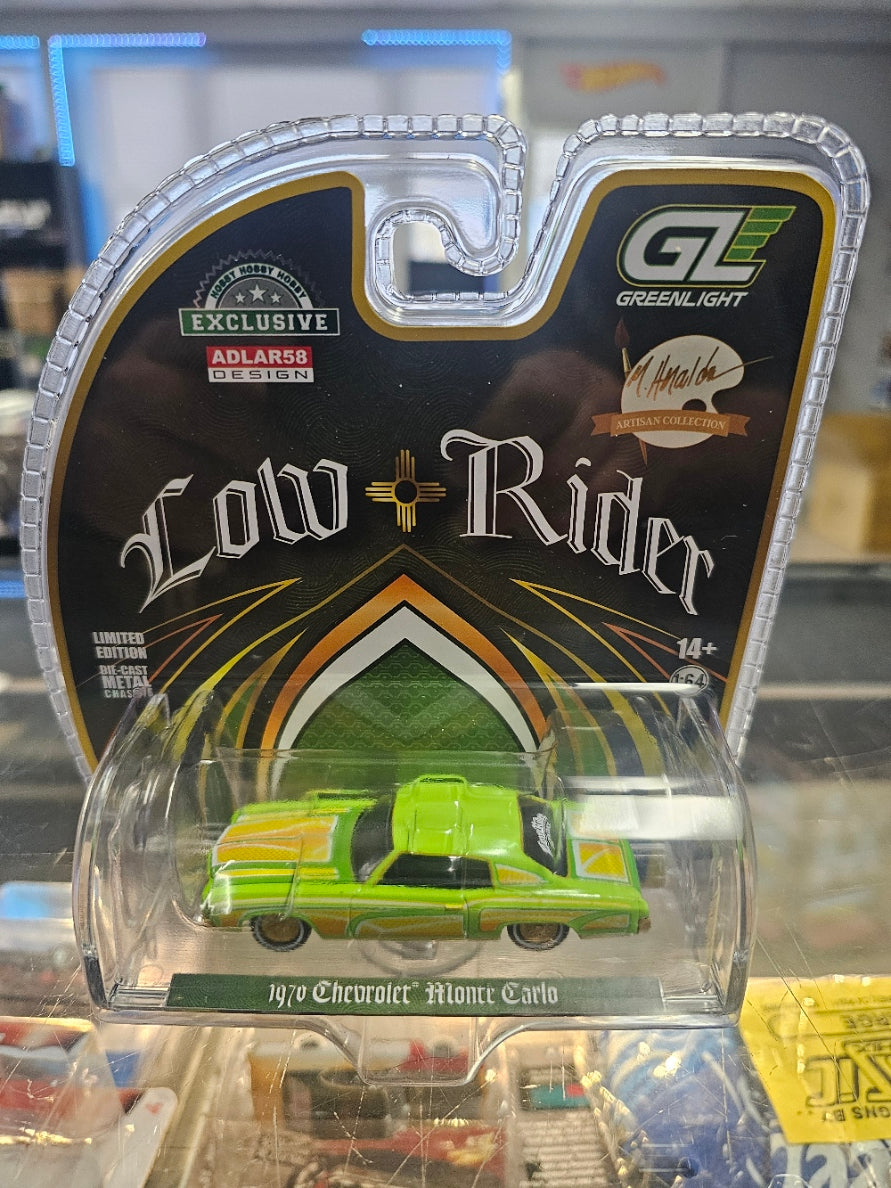 HOBBY HOBBY HOBBY
EXCLUSIVE
ADLAR58
DESIGN
GL
GREENLIGHT
ARTISAN COLLECTION
Low Rider
LIMITED
EDITION
DIE-CAST
METAL
CHASSIS
14+
1:64
1970 Chevrolet® Monte Carlo